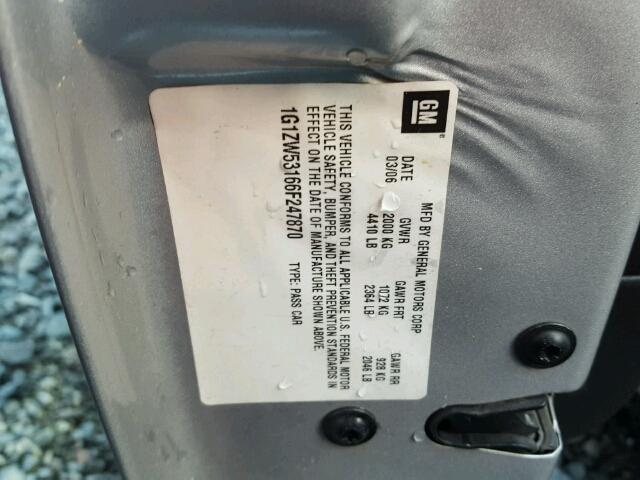 GM
MFD BY GENERAL MOTORS CORP
DATE GVWR GAWR FRT GAWR RR
03/06 2000 KG 1072 KG 928 KG
4410 LB 2364 LB 2046 LB
THIS VEHICLE CONFORMS TO ALL APPLICABLE U.S. FEDERAL MOTOR
VEHICLE SAFETY, BUMPER, AND THEFT PREVENTION STANDARDS IN
EFFECT ON THE DATE OF MANUFACTURE SHOWN ABOVE.
1G1ZW53166F247870 TYPE: PASS CAR